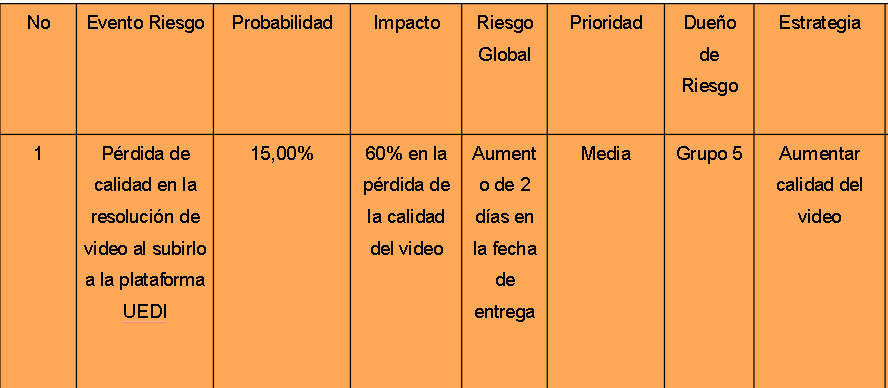 No
Evento Riesgo
Probabilidad
Impacto
Riesgo
Global
Prioridad
Dueño
de
Riesgo
Estrategia
1
Pérdida de
calidad en la
resolución de
video al subirlo
a la plataforma
UEDI
15,00%
60% en la
pérdida de
la calidad
del video
Aument
o de 2
días en
la fecha
de
entrega
Media
Grupo 5
Aumentar
calidad del
video